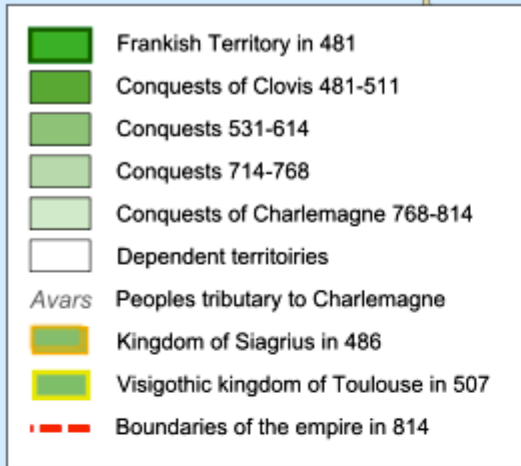 Frankish Territory in 481
Conquests of Clovis 481-511
Conquests 531-614
Conquests 714-768
Conquests of Charlemagne 768-814
Dependent territoiries
Avars Peoples tributary to Charlemagne
Kingdom of Siagrius in 486
Visigothic kingdom of Toulouse in 507
Boundaries of the empire in 814